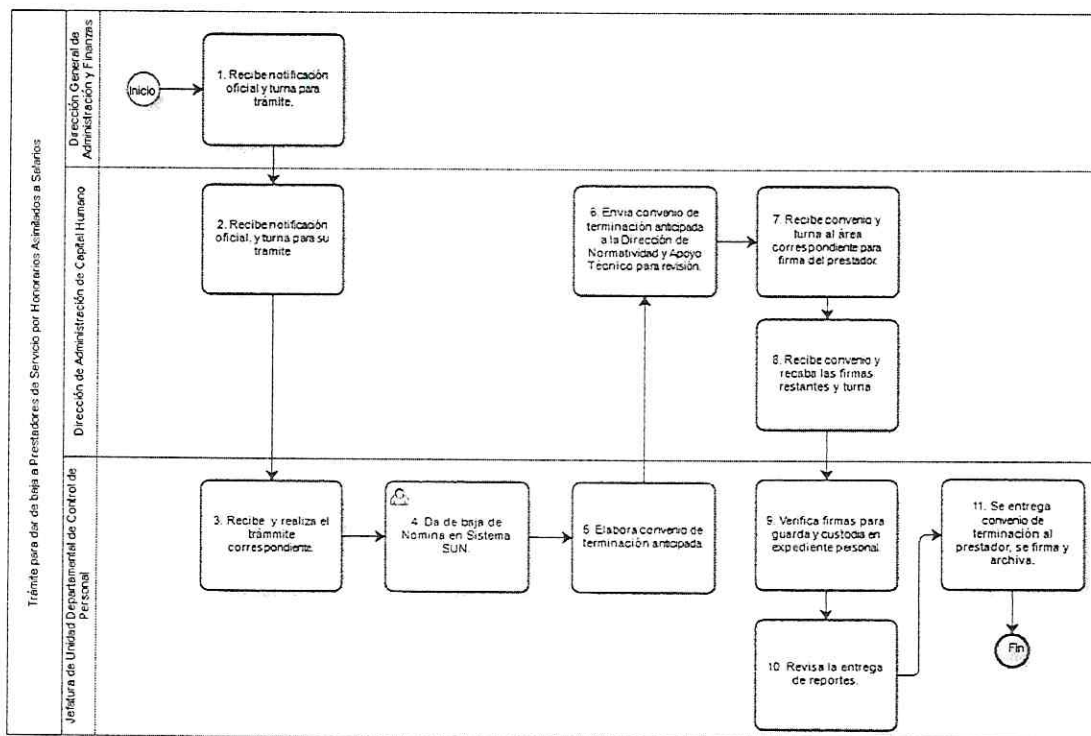 Trámite para dar de baja a Prestadores de Servicio por Honorarios Asimilados a Salarios
Dirección General de
Administración y Finanzas
Inicio
1. Recibe notificación
oficial y turna para
trámite.
Dirección de Administración de Capital Humano
2. Recibe notificación
oficial, y turna para su
tramite
6. Envía convenio de
terminación anticipada
a la Dirección de
Normatividad y Apoyo
Técnico para revisión.
7. Recibe convenio y
turna al área
correspondiente para
firma del prestador.
8. Recibe convenio y
recaba las firmas
restantes y turna
Jefatura de Unidad Departamental de Control de
Personal
3. Recibe y realiza el
trámmite
correspondiente.
4. Da de baja de
Nomina en Sistema
SUN.
5. Elabora convenio de
terminación anticipada
9. Verifica firmas para
guarda y custodia en
expediente personal.
10. Revisa la entrega
de reportes.
11. Se entrega
convenio de
terminación al
prestador, se firma y
archiva.
Fin